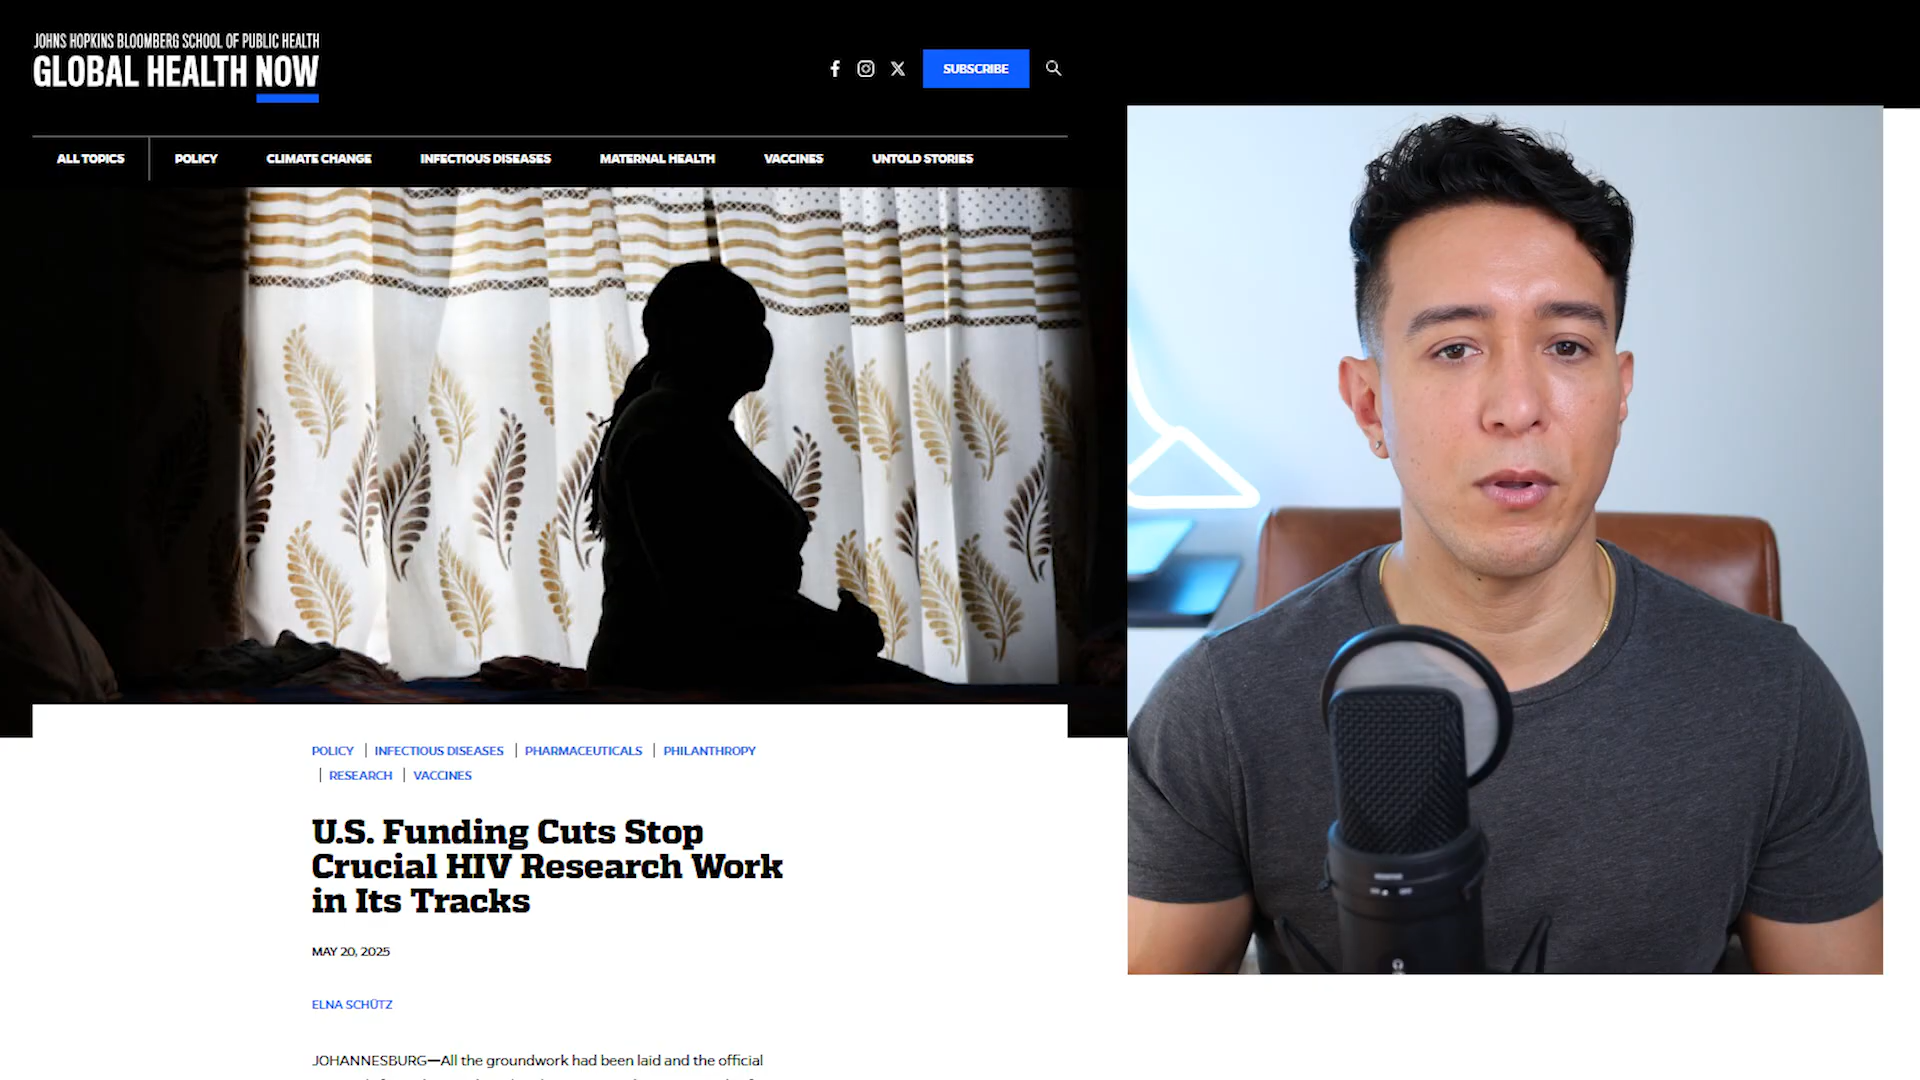 JOHNS HOPKINS BLOOMBERG SCHOOL OF PUBLIC HEALTH
GLOBAL HEALTH NOW
SUBSCRIBE
ALL TOPICS
POLICY
CLIMATE CHANGE
INFECTIOUS DISEASES
MATERNAL HEALTH
VACCINES
UNTOLD STORIES
POLICY | INFECTIOUS DISEASES | PHARMACEUTICALS | PHILANTHROPY
| RESEARCH | VACCINES
U.S. Funding Cuts Stop
Crucial HIV Research Work
in Its Tracks
MAY 20, 2025
ELNA SCHÜTZ
JOHANNESBURG—All the groundwork had been laid and the official